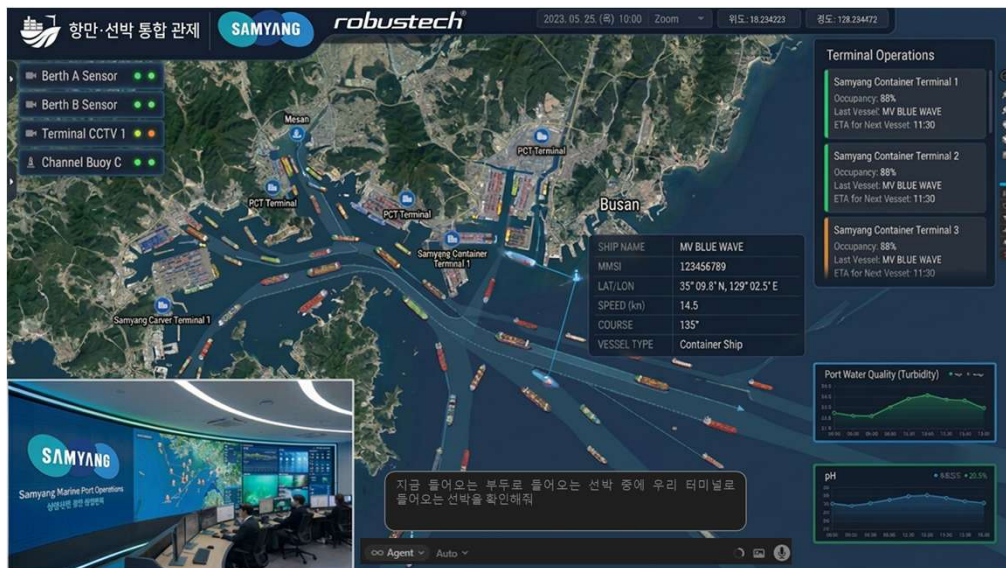 항만·선박 통합 관제
SAMYANG
robustech
2023. 05. 25. (목) 10:00
Zoom
위도: 18.234223
경도: 128.234472
Berth A Sensor
Berth B Sensor
Terminal CCTV 1
Channel Buoy C
Mesan
PCT Terminal
PCT Terminal
PCT Terminal
Busan
Samyang Container
Terminal 1
Samyang Carver Terminal 1
SHIP NAME MV BLUE WAVE
MMSI 123456789
LAT/LON 35° 09.8' N, 129° 02.5' E
SPEED (kn) 14.5
COURSE 135°
VESSEL TYPE Container Ship
Terminal Operations
Samyang Container Terminal 1
Occupancy: 88%
Last Vessel: MV BLUE WAVE
ETA for Next Vesset: 11:30
Samyang Container Terminal 2
Occupancy: 88%
Last Vesset: MV BLUE WAVE
ETA for Next Vesset: 11:30
Samyang Container Terminal 3
Occupancy: 88%
Last Vessel: MV BLUE WAVE
ETA for Next Vesset: 11:30
Port Water Quality (Turbidity)
pH
20.5%
SAMYANG
Samyang Marine Port Operations
지금 들어오는 부두로 들어오는 선박 중에 우리 터미널로
들어오는 선박을 확인해줘
Agent
Auto